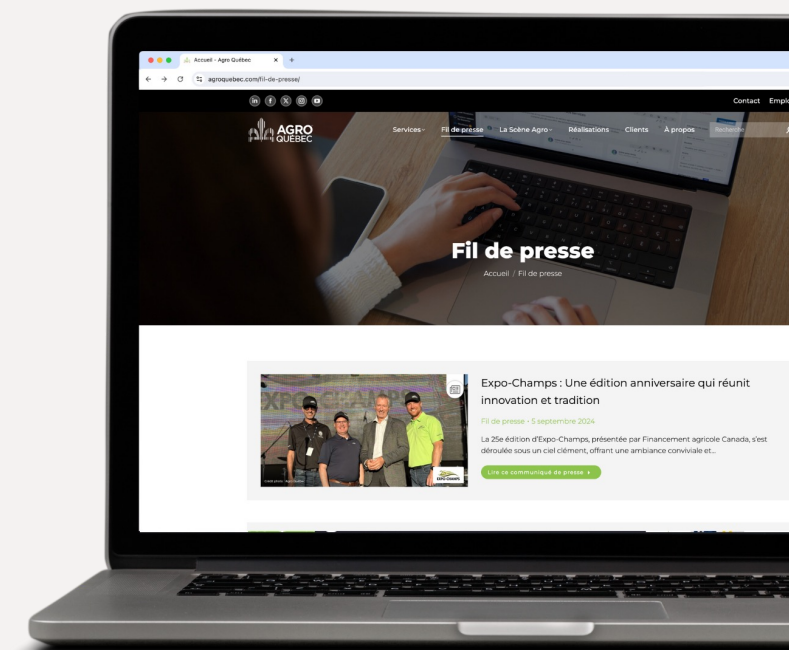 Accueil - Agro Québec
agroquebec.com/fil-de-presse/
Contact Emplo
AGRO
QUÉBEC
Services
Fil de presse
La Scène Agro
Réalisations
Clients
À propos
Recherche
Fil de presse
Accueil / Fil de presse
Expo-Champs : Une édition anniversaire qui réunit
innovation et tradition
Fil de presse • 5 septembre 2024
La 25e édition d'Expo-Champs, présentée par Financement agricole Canada, s'est
déroulée sous un ciel clément, offrant une ambiance conviviale et...
Lire ce communiqué de presse
EXPO-CHAMPS
EXPO-CHAMPS